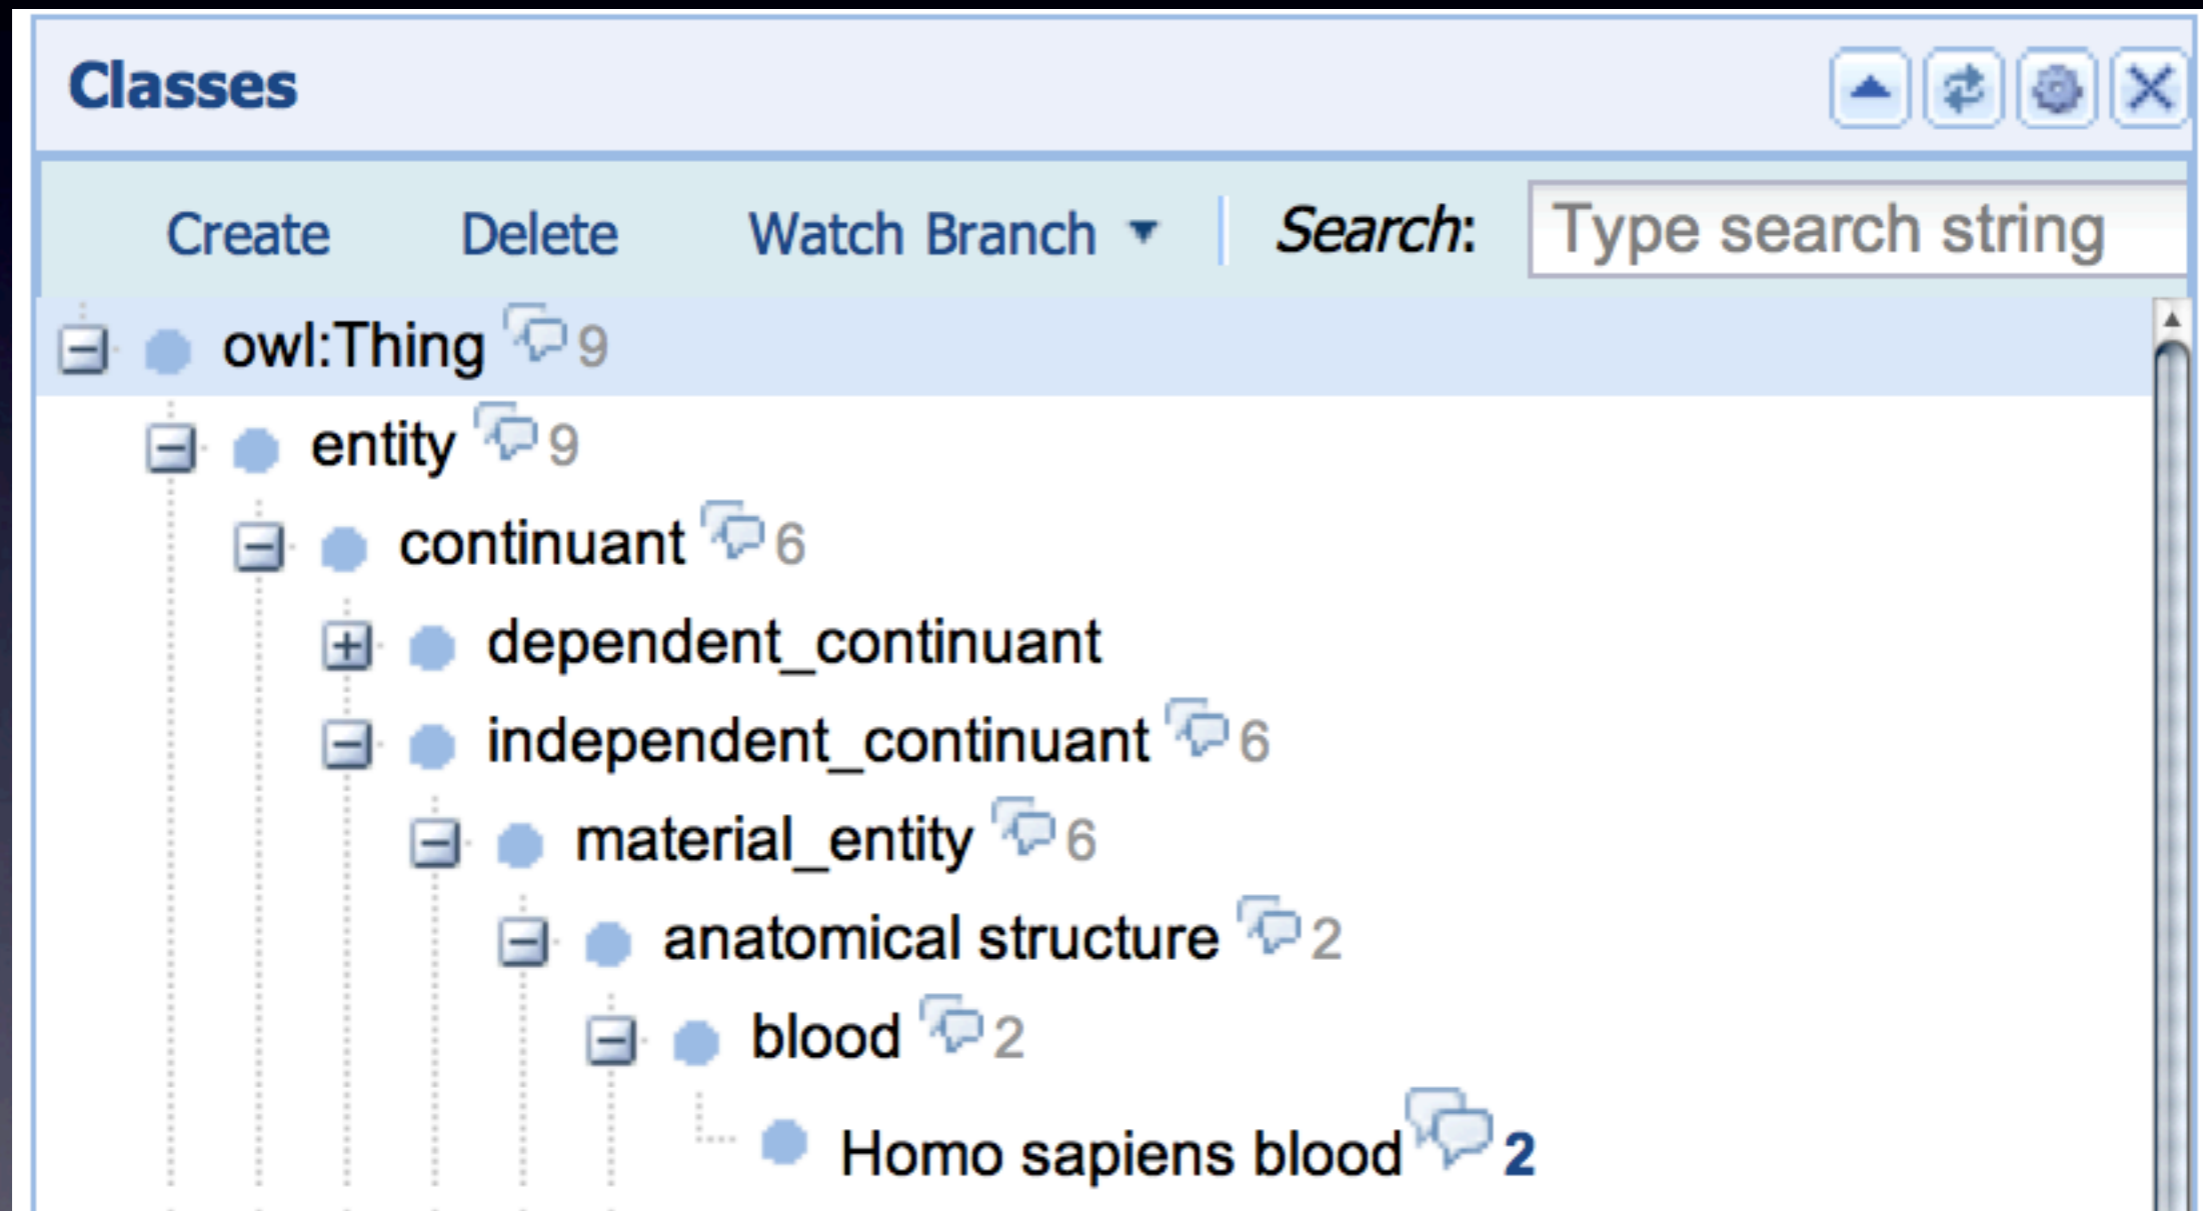 Classes
Create Delete Watch Branch Search: Type search string
owl:Thing 9
entity 9
continuant 6
dependent_continuant
independent_continuant 6
material_entity 6
anatomical structure 2
blood 2
Homo sapiens blood 2